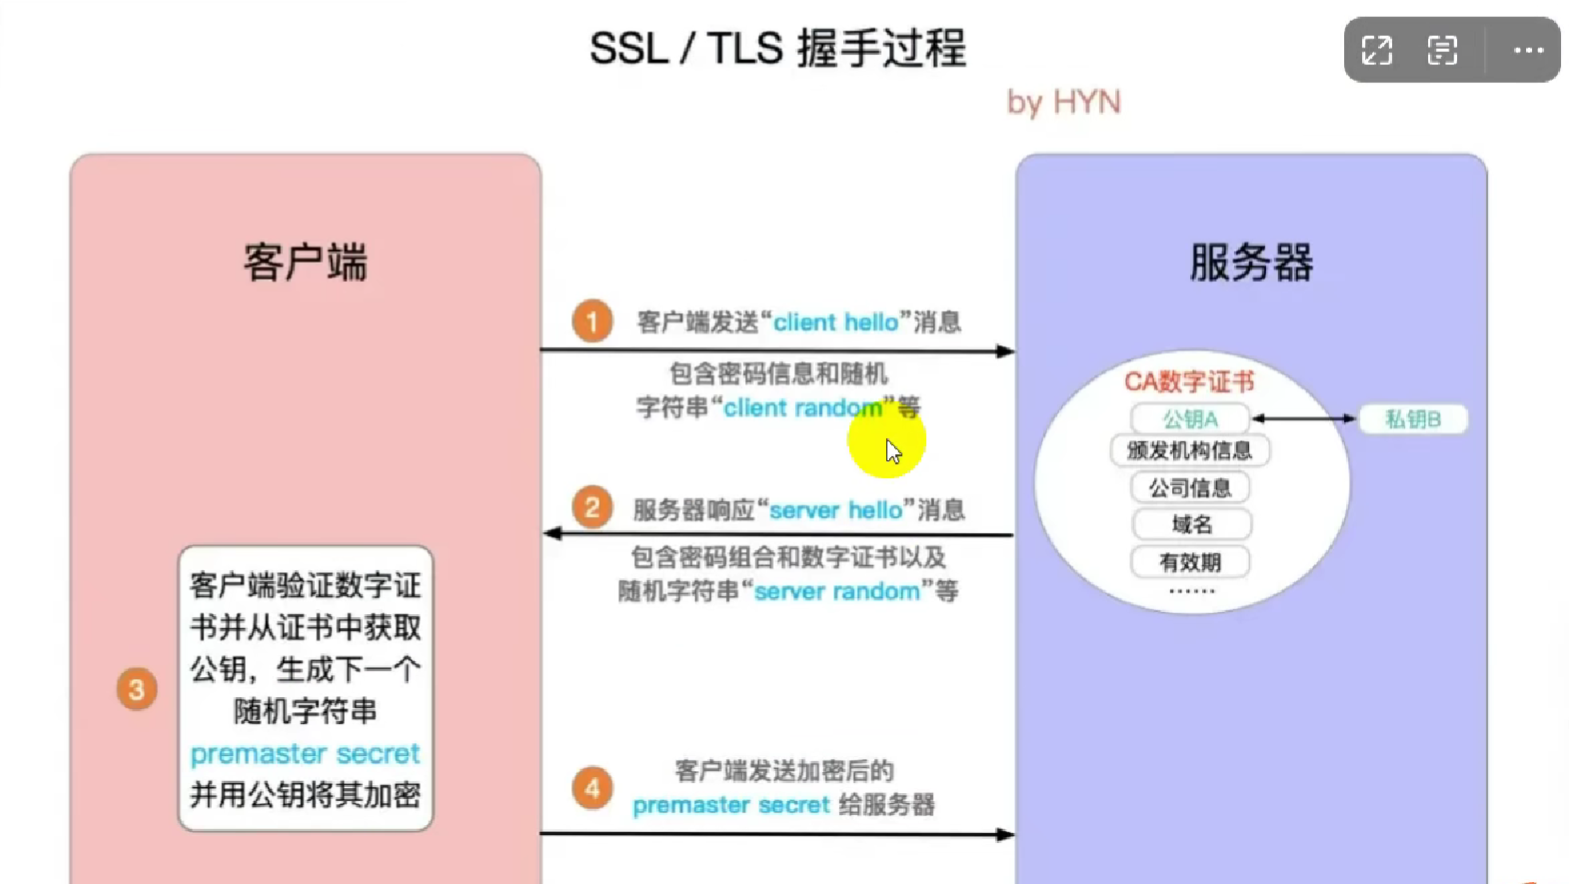 SSL / TLS 握手过程
by HYN
客户端
服务器
1
客户端发送“client hello”消息
包含密码信息和随机
字符串“client random”等
CA数字证书
公钥A
私钥B
颁发机构信息
公司信息
域名
有效期
······
2
服务器响应“server hello”消息
包含密码组合和数字证书以及
随机字符串“server random”等
3
客户端验证数字证
书并从证书中获取
公钥，生成下一个
随机字符串
premaster secret
并用公钥将其加密
4
客户端发送加密后的
premaster secret 给服务器